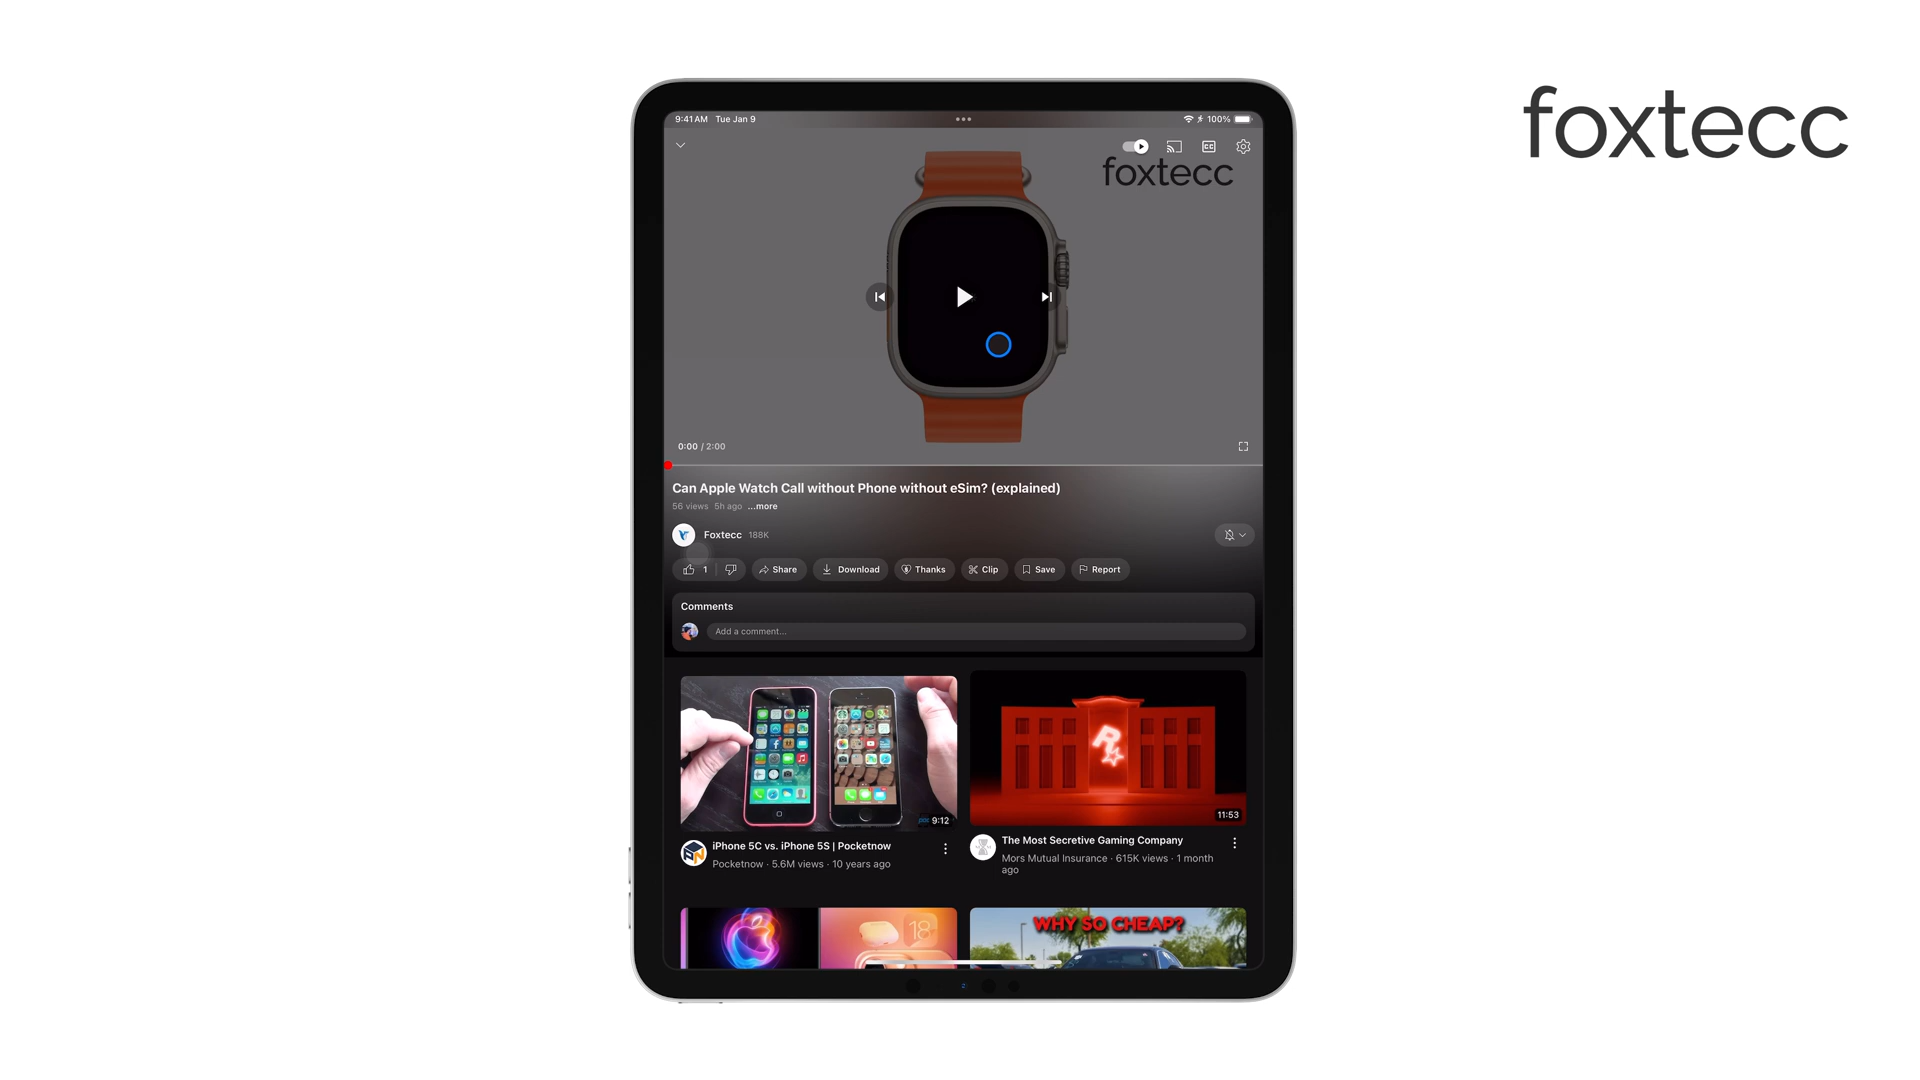 foxtecc
9:41 AM Tue Jan 9
100%
CC
foxtecc
0:00 / 2:00
Can Apple Watch Call without Phone without eSim? (explained)
56 views 5h ago ...more
Foxtecc 188K
1
Share
Download
Thanks
Clip
Save
Report
Comments
Add a comment...
9:12
11:53
iPhone 5C vs. iPhone 5S | Pocketnow
Pocketnow · 5.6M views · 10 years ago
The Most Secretive Gaming Company
Mors Mutual Insurance · 615K views · 1 month
ago
18
WHY SO CHEAP?